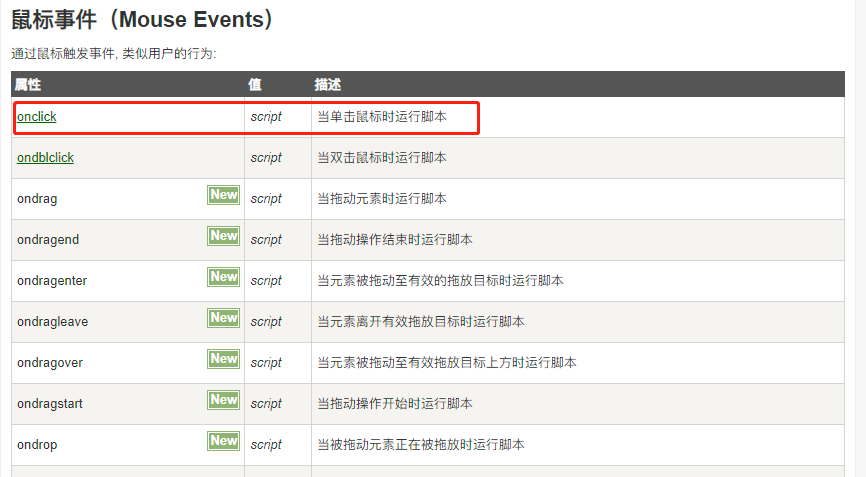 鼠标事件（Mouse Events）
通过鼠标触发事件, 类似用户的行为:
属性 值 描述
onclick script 当单击鼠标时运行脚本
ondblclick script 当双击鼠标时运行脚本
ondrag New script 当拖动元素时运行脚本
ondragend New script 当拖动操作结束时运行脚本
ondragenter New script 当元素被拖动至有效的拖放目标时运行脚本
ondragleave New script 当元素离开有效拖放目标时运行脚本
ondragover New script 当元素被拖动至有效拖放目标上方时运行脚本
ondragstart New script 当拖动操作开始时运行脚本
ondrop New script 当被拖动元素正在被拖放时运行脚本